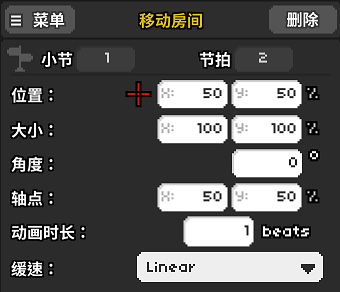 菜单 移动房间 删除
小节 1 节拍 2
位置： X: 50 y: 50 %
大小： X: 100 y: 100 %
角度： 0 °
轴点： X: 50 y: 50 %
动画时长： 1 beats
缓速： Linear